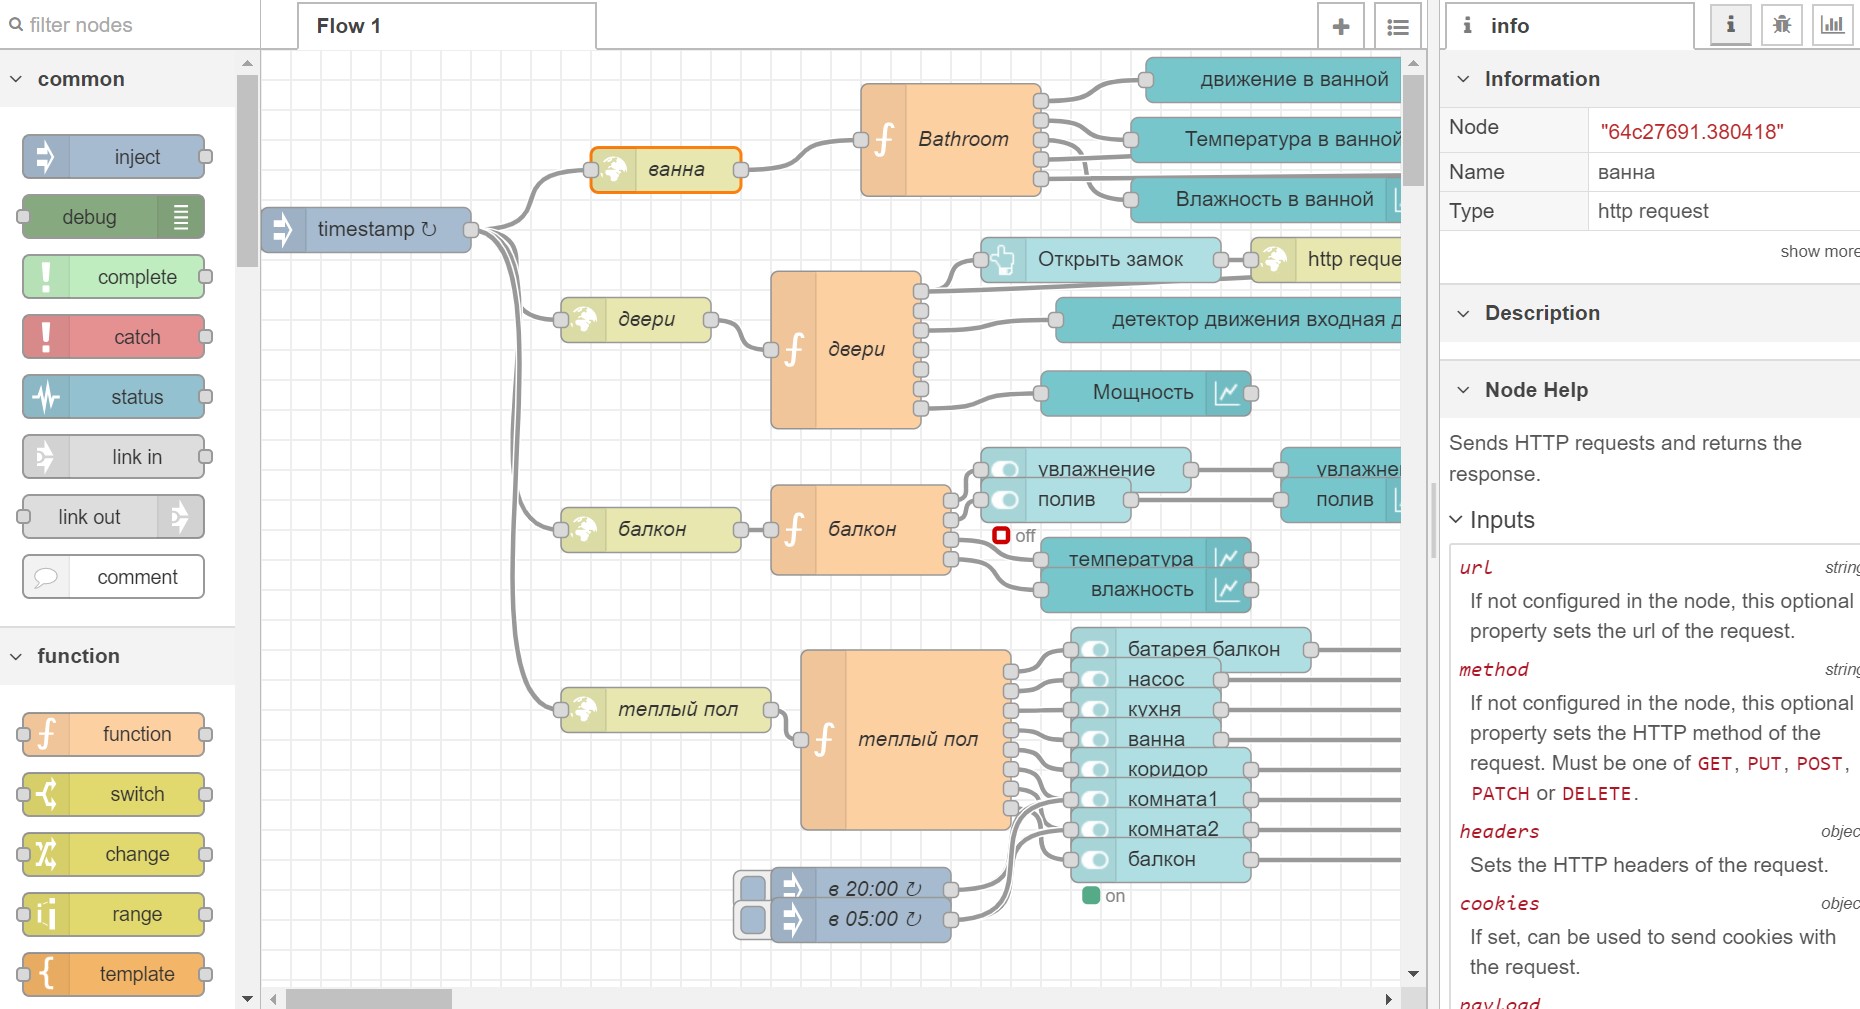 filter nodes
common
inject
debug
complete
catch
status
link in
link out
comment
function
function
switch
change
range
template
Flow 1
timestamp ↻
ванна
Bathroom
движение в ванной
Температура в ванной
Влажность в ванной
двери
двери
Открыть замок
http reque
детектор движения входная д
Мощность
балкон
балкон
увлажнение
увлажне
полив
полив
off
температура
влажность
теплый пол
теплый пол
батарея балкон
насос
кухня
ванна
коридор
комната1
комната2
балкон
on
в 20:00 ↻
в 05:00 ↻
info
Information
Node "64c27691.380418"
Name ванна
Type http request
show more
Description
Node Help
Sends HTTP requests and returns the
response.
Inputs
url string
If not configured in the node, this optional
property sets the url of the request.
method string
If not configured in the node, this optional
property sets the HTTP method of the
request. Must be one of GET, PUT, POST,
PATCH or DELETE.
headers objec
Sets the HTTP headers of the request.
cookies objec
If set, can be used to send cookies with
the request.
payload